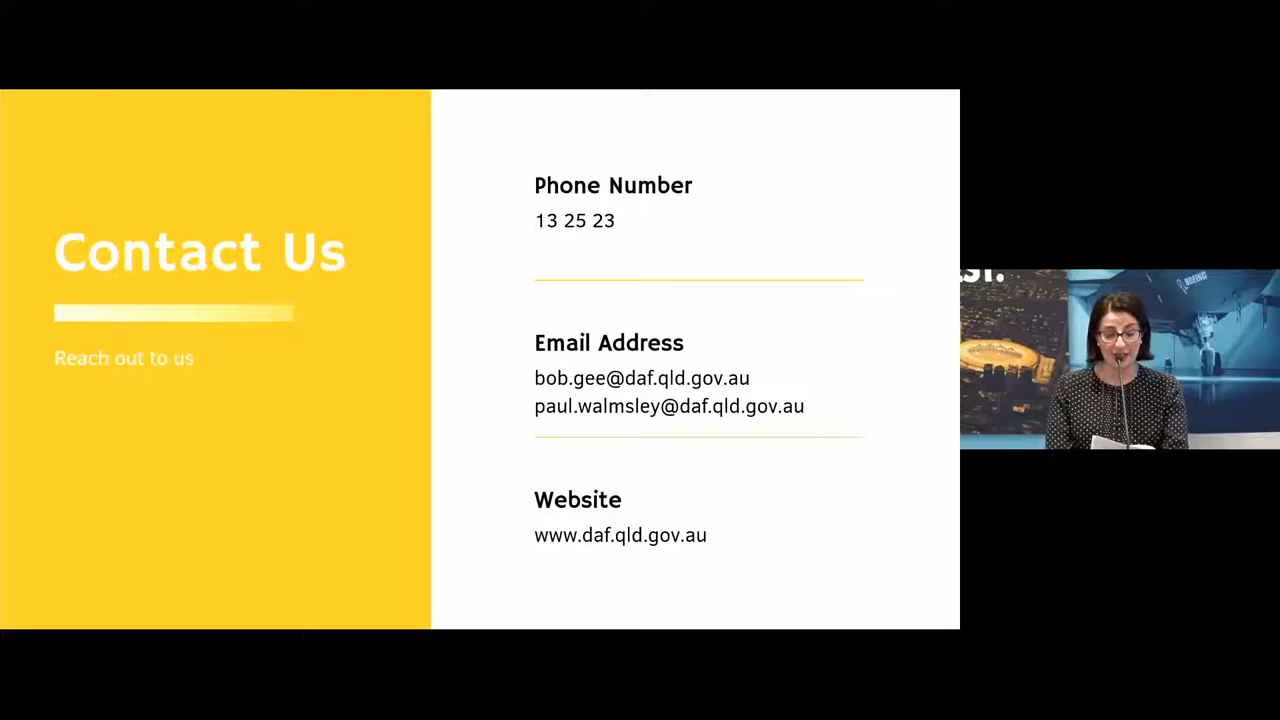 Contact Us
Reach out to us
Phone Number
13 25 23
Email Address
bob.gee@daf.qld.gov.au
paul.walmsley@daf.qld.gov.au
Website
www.daf.qld.gov.au
BOEING